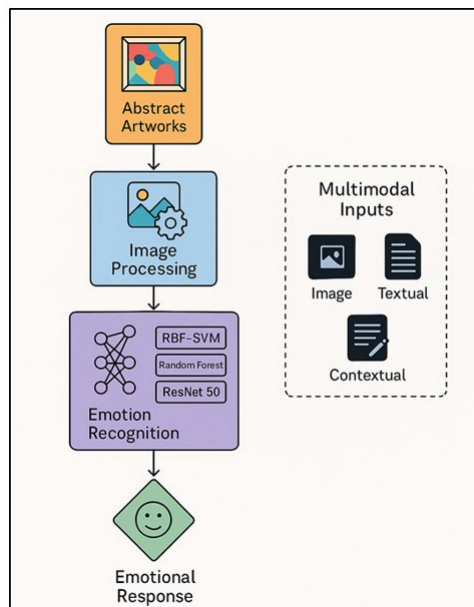 Abstract
Artworks
Image
Processing
RBF-SVM
Random Forest
ResNet 50
Emotion
Recognition
Emotional
Response
Multimodal
Inputs
Image
Textual
Contextual